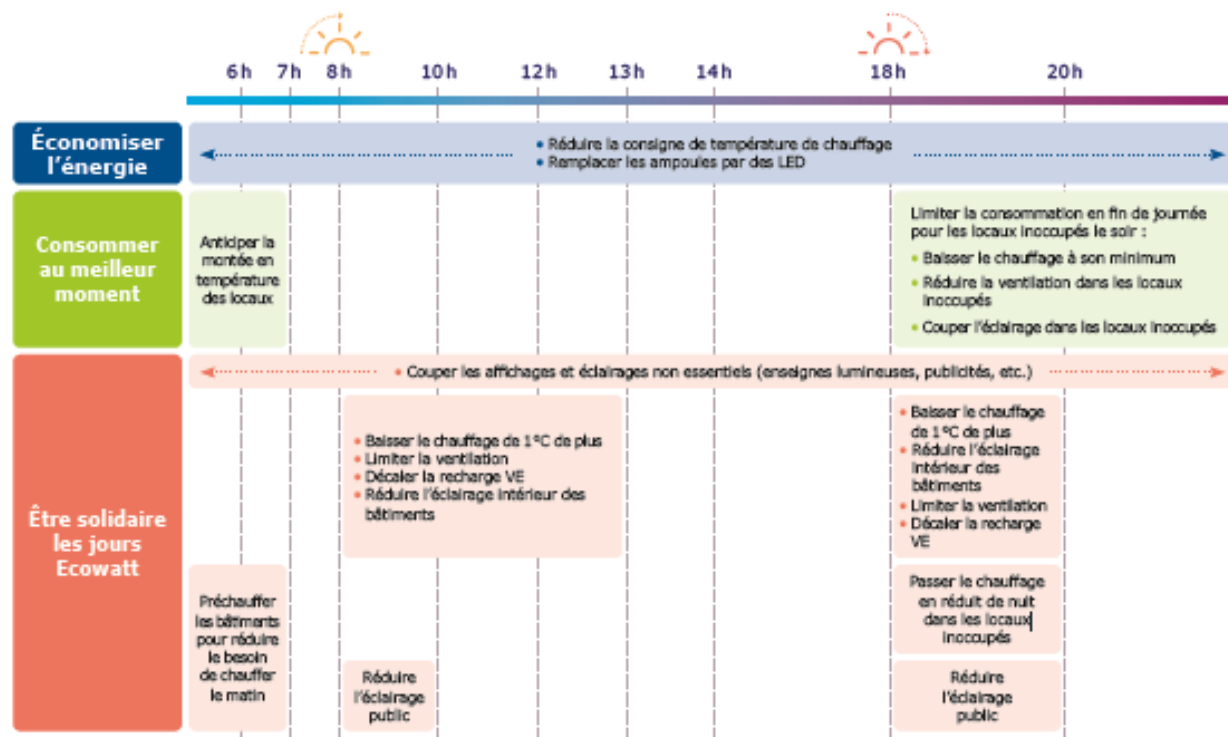 6h 7h 8h 10h 12h 13h 14h 18h 20h
Économiser
l'énergie
• Réduire la consigne de température de chauffage
• Remplacer les ampoules par des LED
Consommer
au meilleur
moment
Anticiper la
montée en
température
des locaux
Limiter la consommation en fin de journée
pour les locaux inoccupés le soir :
• Baisser le chauffage à son minimum
• Réduire la ventilation dans les locaux
inoccupés
• Couper l'éclairage dans les locaux inoccupés
Être solidaire
les jours
Ecowatt
• Couper les affichages et éclairages non essentiels (enseignes lumineuses, publicités, etc.)
• Baisser le chauffage de 1°C de plus
• Limiter la ventilation
• Décaler la recharge VE
• Réduire l'éclairage intérieur des
bâtiments
• Baisser le chauffage
de 1°C de plus
• Réduire l'éclairage
intérieur des
bâtiments
• Limiter la ventilation
• Décaler la recharge
VE
Préchauffer
les bâtiments
pour réduire
le besoin
de chauffer
le matin
Passer le chauffage
en réduit de nuit
dans les locaux
inoccupés
Réduire
l'éclairage
public
Réduire
l'éclairage
public